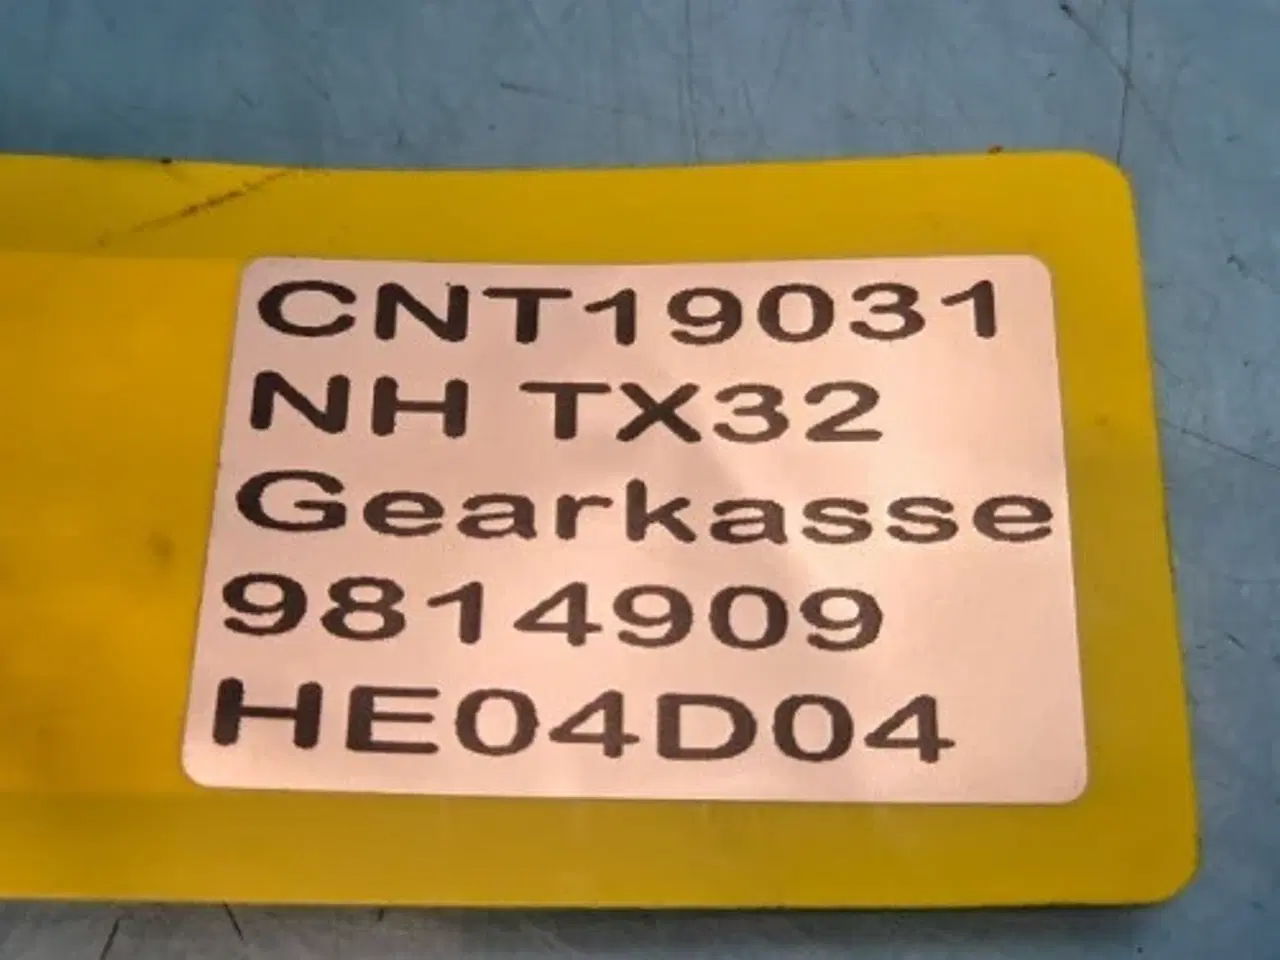 CNT19031
NH TX32
Gearkasse
9814909
HE04D04